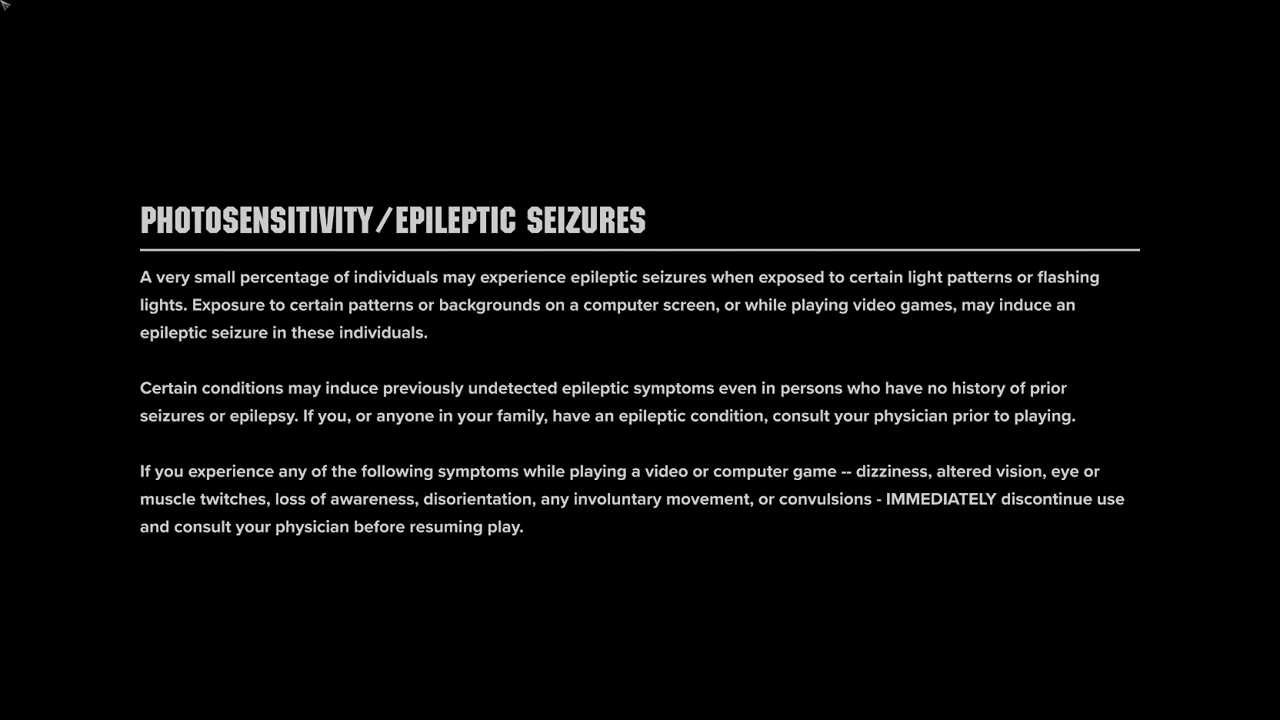 PHOTOSENSITIVITY/EPILEPTIC SEIZURES
A very small percentage of individuals may experience epileptic seizures when exposed to certain light patterns or flashing
lights. Exposure to certain patterns or backgrounds on a computer screen, or while playing video games, may induce an
epileptic seizure in these individuals.
Certain conditions may induce previously undetected epileptic symptoms even in persons who have no history of prior
seizures or epilepsy. If you, or anyone in your family, have an epileptic condition, consult your physician prior to playing.
If you experience any of the following symptoms while playing a video or computer game -- dizziness, altered vision, eye or
muscle twitches, loss of awareness, disorientation, any involuntary movement, or convulsions - IMMEDIATELY discontinue use
and consult your physician before resuming play.